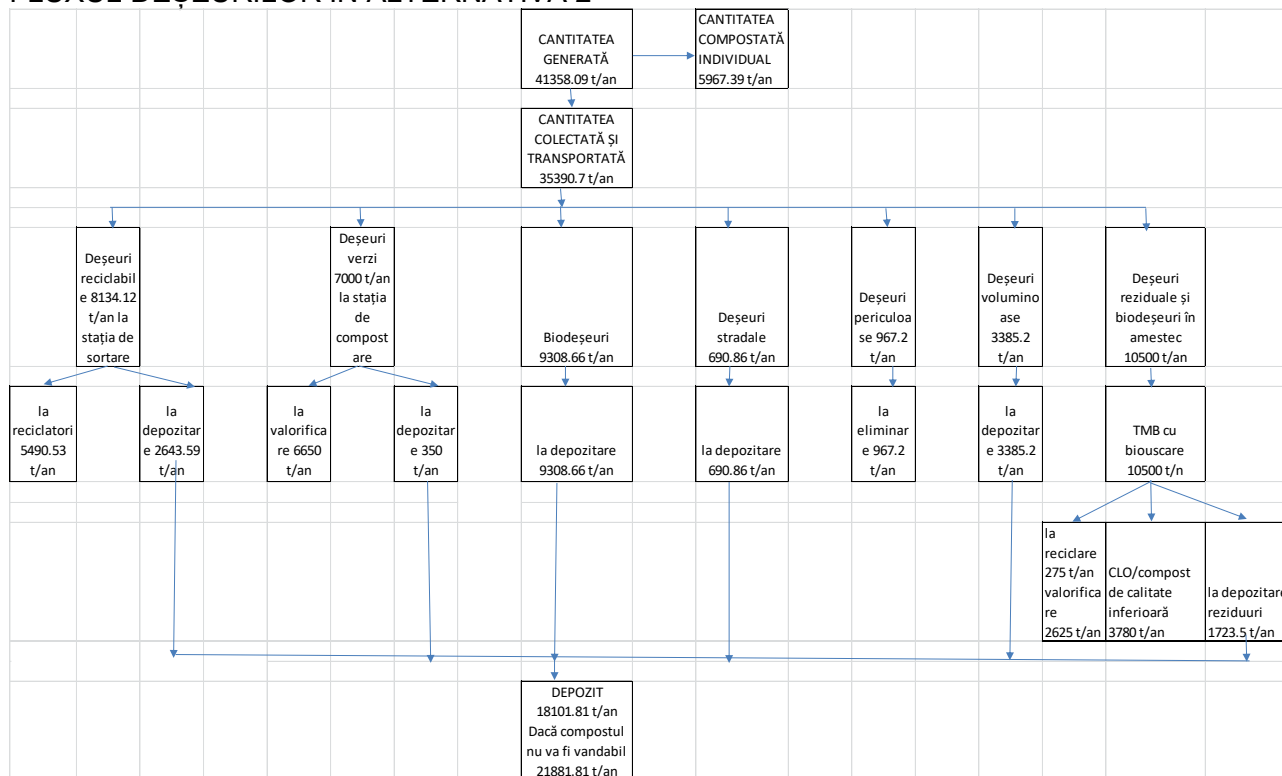 FLUXUL DEȘEURILOR ÎN ALTERNATIVA 2
CANTITATEA
GENERATĂ
41358.09 t/an
CANTITATEA
COMPOSTATĂ
INDIVIDUAL
5967.39 t/an
CANTITATEA
COLECTATĂ ȘI
TRANSPORTATĂ
35390.7 t/an
Deșeuri
reciclabil
e 8134.12
t/an la
stația de
sortare
Deșeuri
verzi
7000 t/an
la stația
de
compost
are
Biodeșeuri
9308.66 t/an
Deșeuri
stradale
690.86 t/an
Deșeuri
periculoa
se 967.2
t/an
Deșeuri
volumino
ase
3385.2
t/an
Deșeuri
reziduale și
biodeșeuri în
amestec
10500 t/an
la
reciclatori
5490.53
t/an
la
depozitar
e 2643.59
t/an
la
valorifica
re 6650
t/an
la
depozitar
e 350
t/an
la depozitare
9308.66 t/an
la depozitare
690.86 t/an
la
eliminar
e 967.2
t/an
la
depozitar
e 3385.2
t/an
TMB cu
biouscare
10500 t/n
la
reciclare
275 t/an
valorifica
re
2625 t/an
CLO/compost
de calitate
inferioară
3780 t/an
la depozitare
reziduuri
1723.5 t/an
DEPOZIT
18101.81 t/an
Dacă compostul
nu va fi vandabil
21881.81 t/an